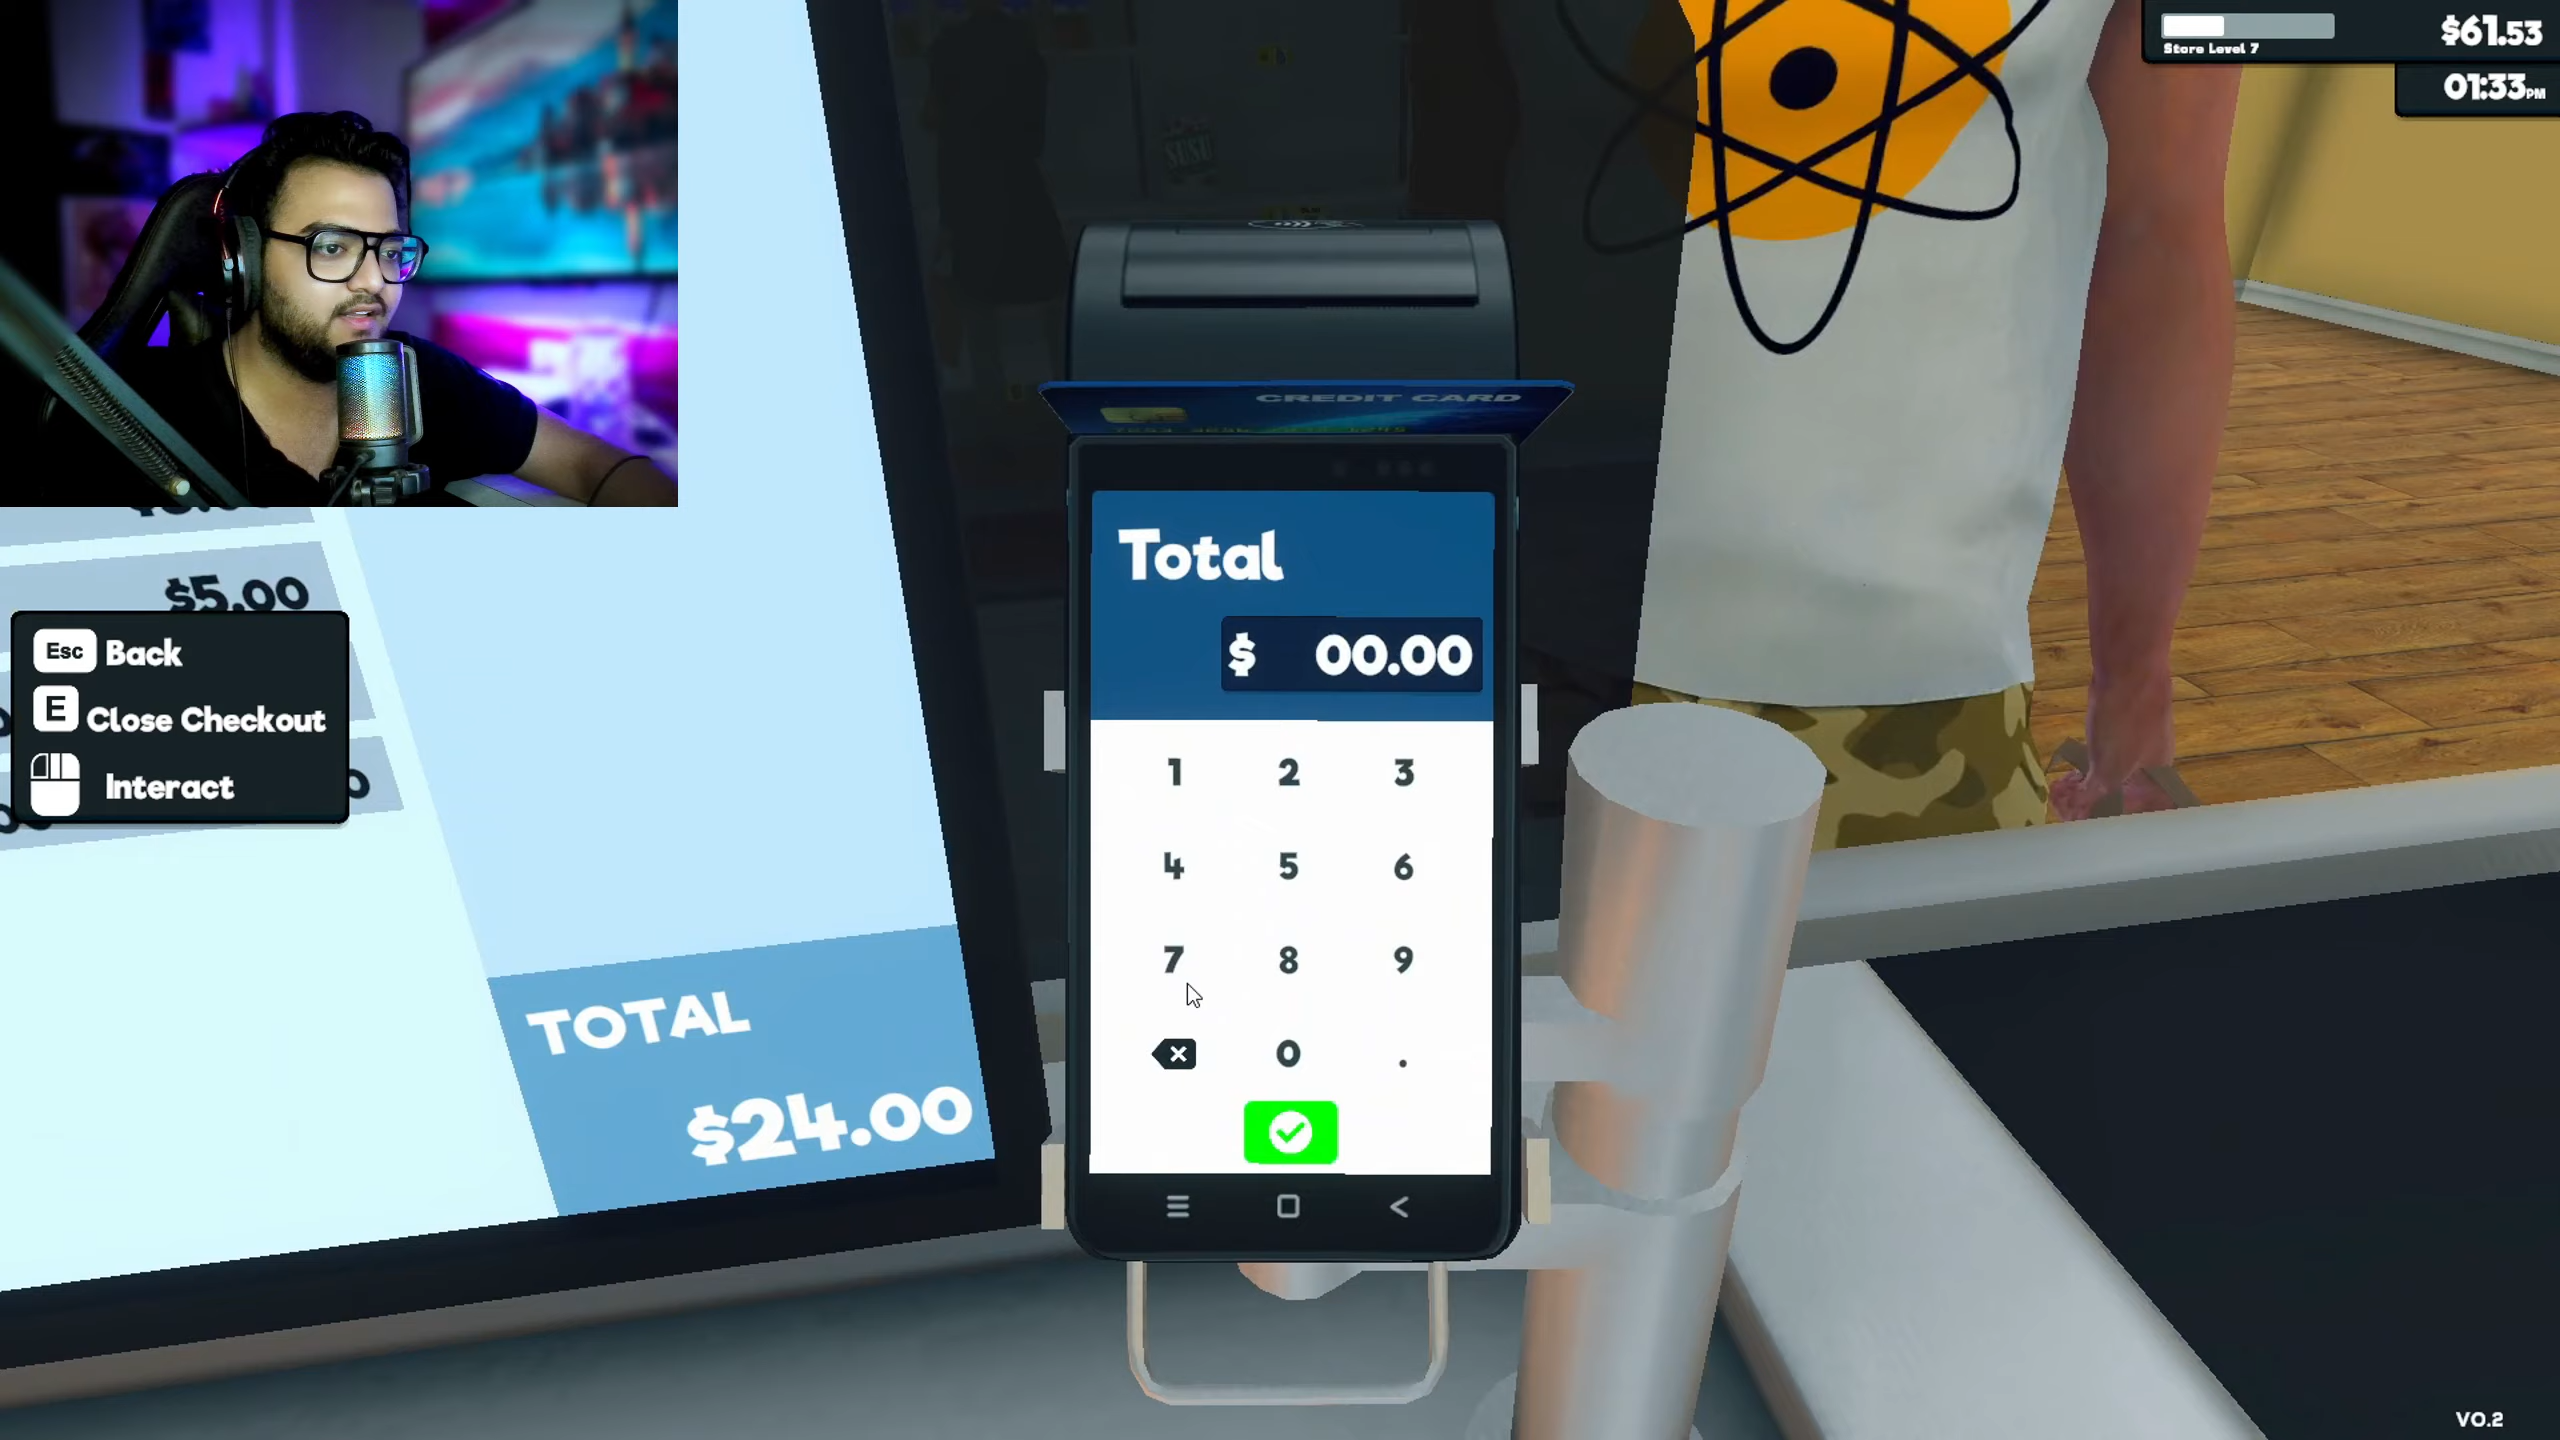 $61.53
Store Level 7
01:33PM
SUSU
CREDIT CARD
Total
$ 00.00
$5.00
Esc Back
E Close Checkout
Interact
1 2 3
4 5 6
7 8 9
0 .
TOTAL
$24.00
V0.2